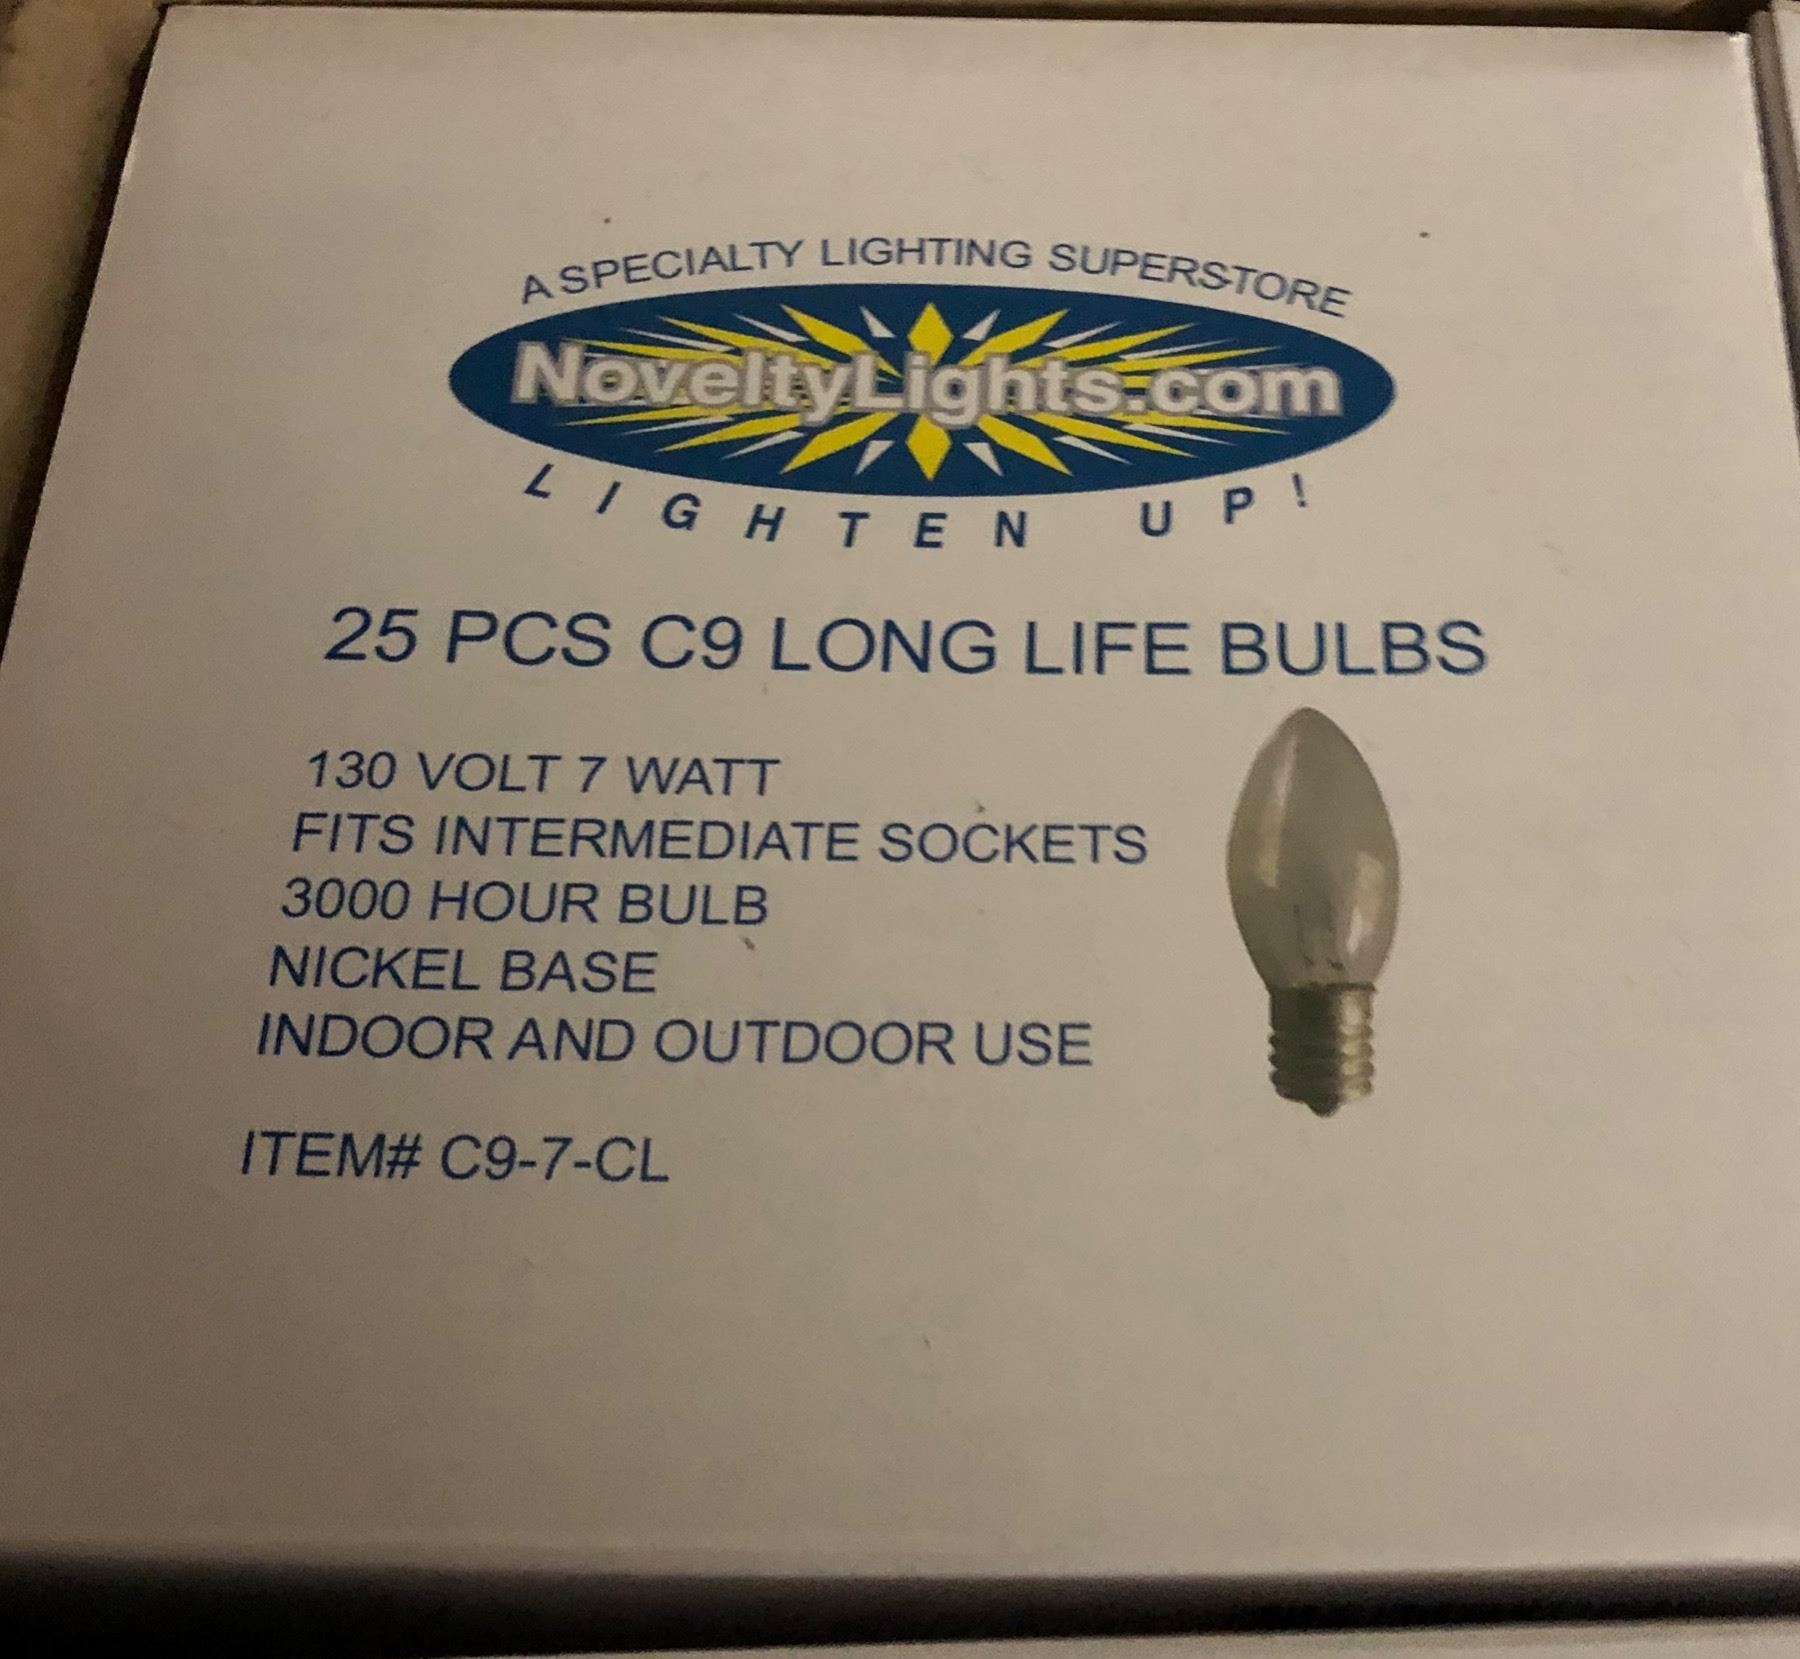 A SPECIALTY LIGHTING SUPERSTORE
NoveltyLights.com
LIGHTEN UP!
25 PCS C9 LONG LIFE BULBS
130 VOLT 7 WATT
FITS INTERMEDIATE SOCKETS
3000 HOUR BULB
NICKEL BASE
INDOOR AND OUTDOOR USE
ITEM# C9-7-CL